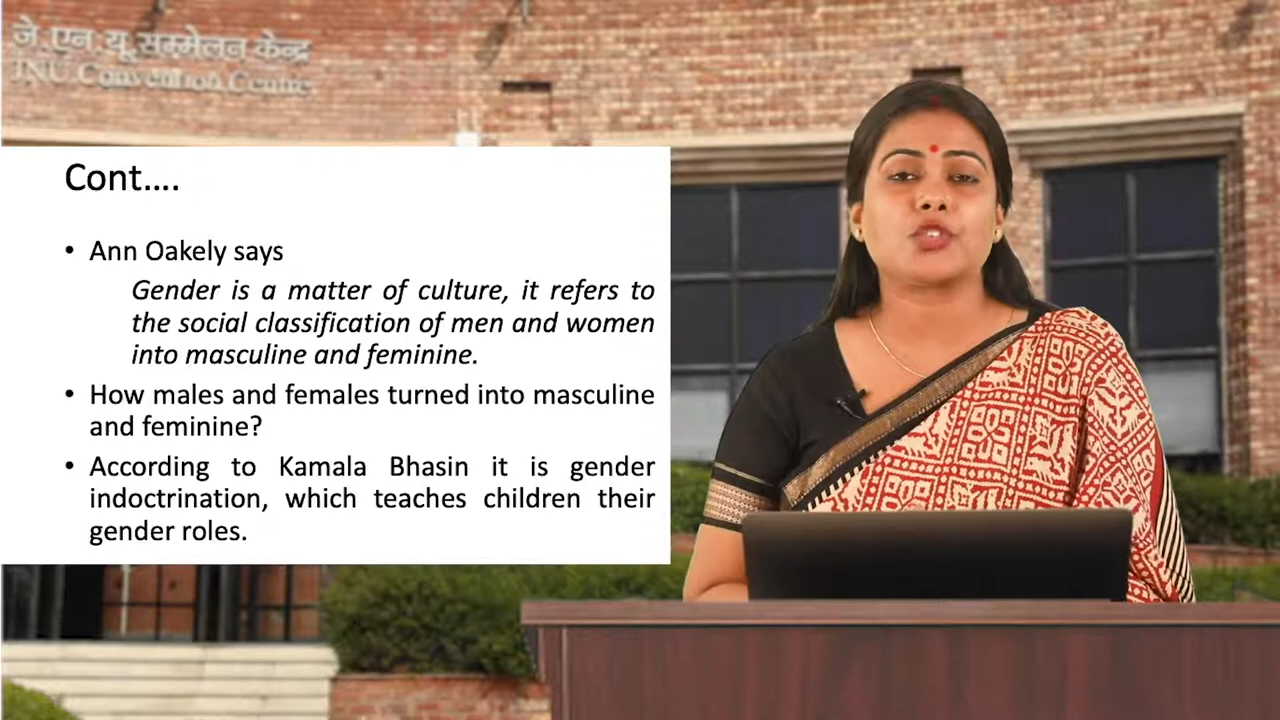 जे.एन.यू.सम्मेलन केन्द्र
JNU Convention Centre
Cont....
• Ann Oakely says
Gender is a matter of culture, it refers to
the social classification of men and women
into masculine and feminine.
• How males and females turned into masculine
and feminine?
• According to Kamala Bhasin it is gender
indoctrination, which teaches children their
gender roles.